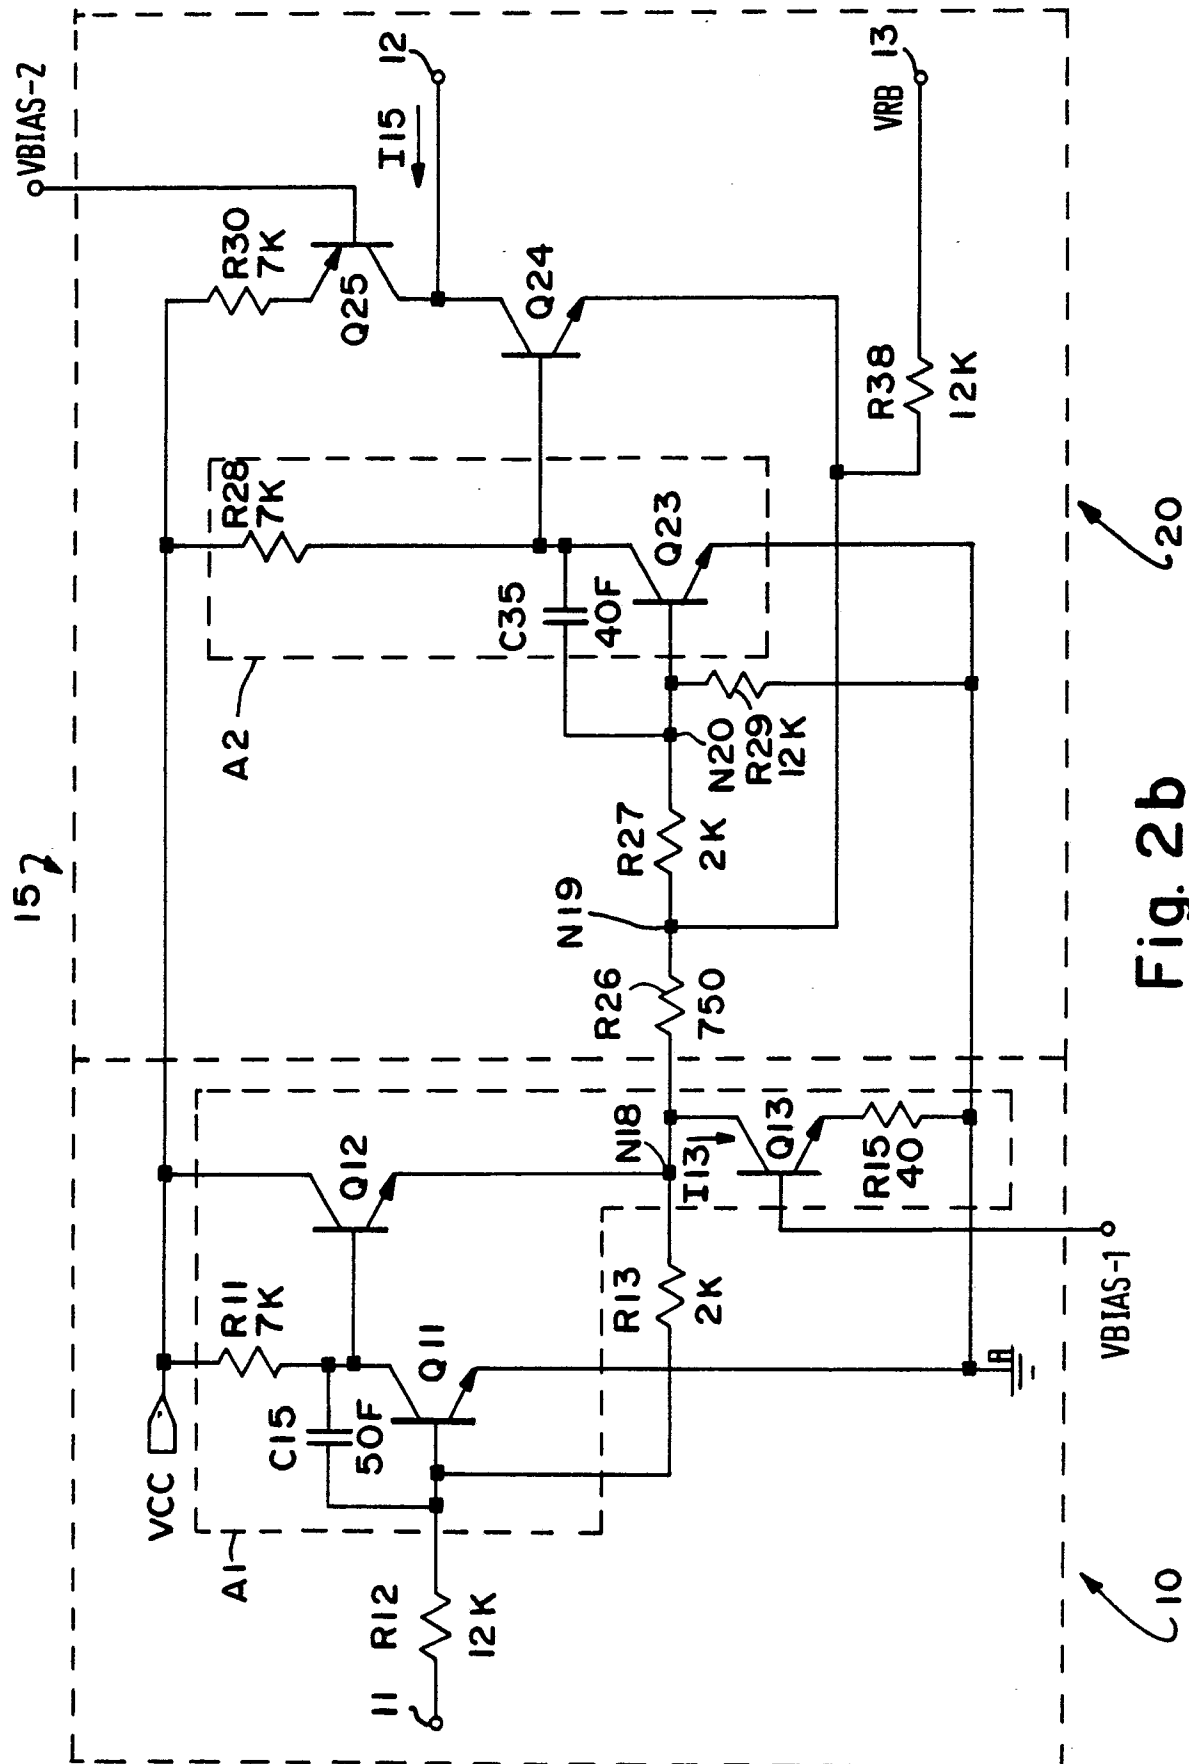 15
VBIAS-2
VCC
R11
7K
C15
50F
Q11
Q12
A1
R12
12K
11
R13
2K
N18
I13
Q13
R15
40
VBIAS-1
A
R26
750
N19
R27
2K
N20
R29
12K
A2
C35
40F
R28
7K
Q23
Q24
R30
7K
Q25
I15
12
R38
12K
VRB
13
10
20
Fig. 2b